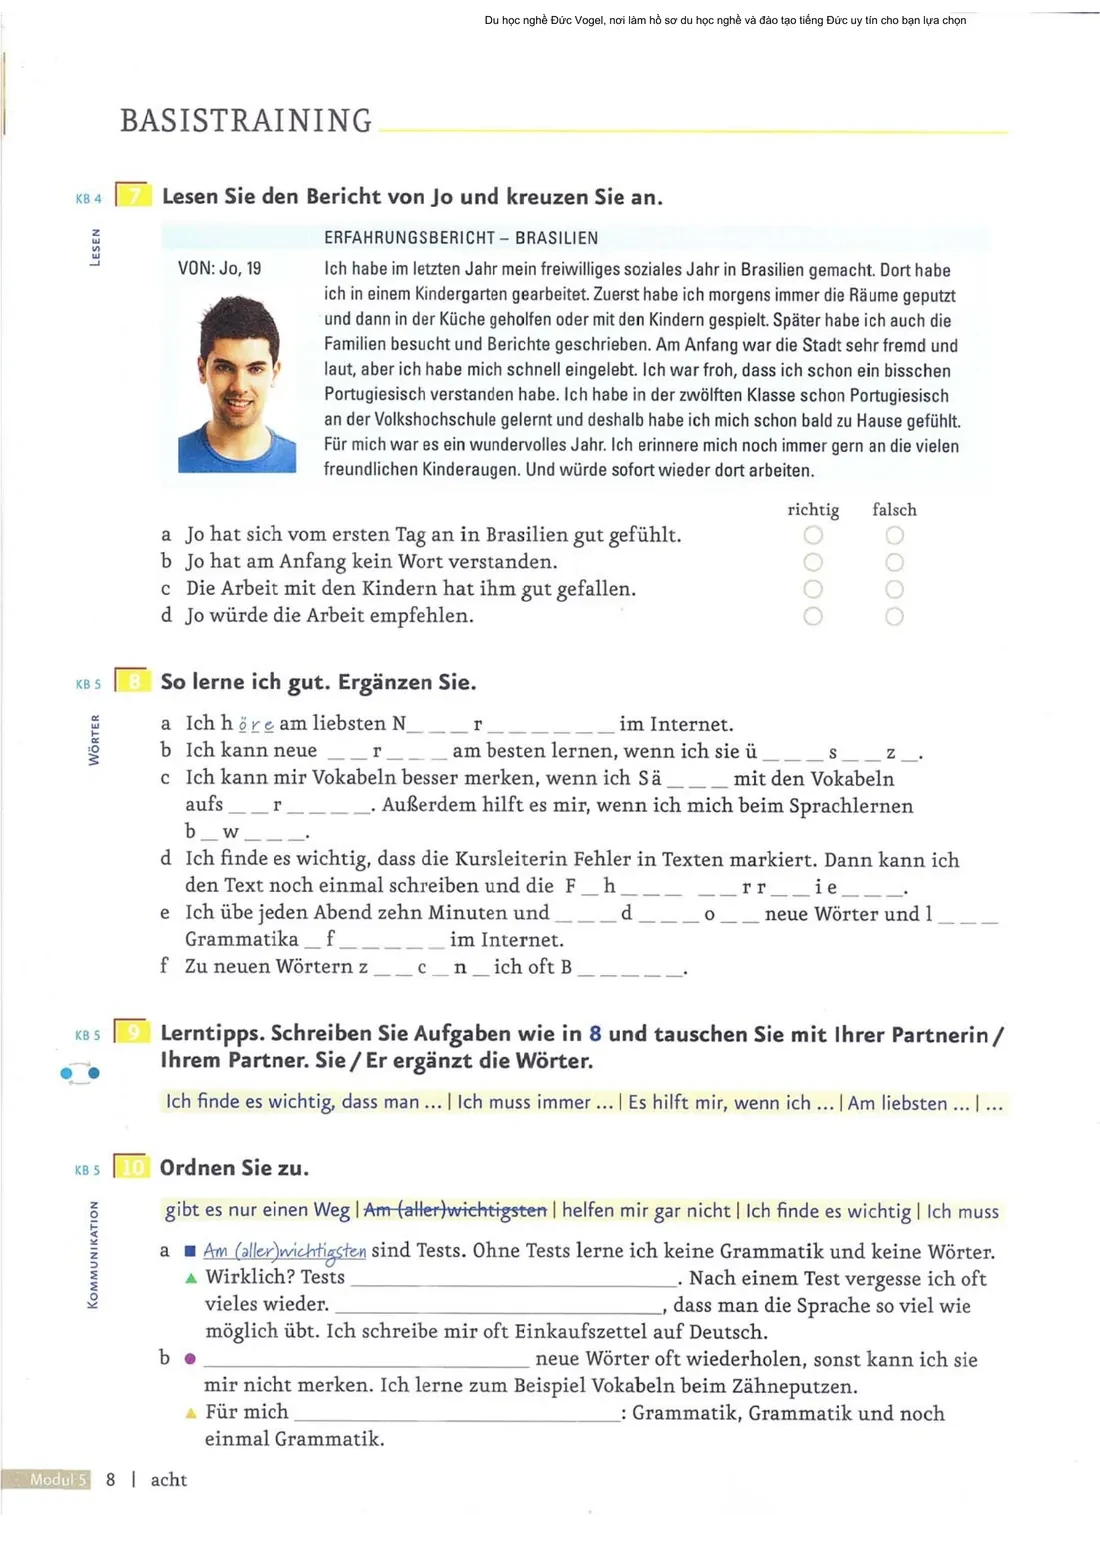 Du học nghề Đức Vogel, nơi làm hồ sơ du học nghề và đào tạo tiếng Đức uy tín cho bạn lựa chọn
BASISTRAINING
KB 4 7 Lesen Sie den Bericht von Jo und kreuzen Sie an.
LESEN
ERFAHRUNGSBERICHT – BRASILIEN
VON: Jo, 19
Ich habe im letzten Jahr mein freiwilliges soziales Jahr in Brasilien gemacht. Dort habe
ich in einem Kindergarten gearbeitet. Zuerst habe ich morgens immer die Räume geputzt
und dann in der Küche geholfen oder mit den Kindern gespielt. Später habe ich auch die
Familien besucht und Berichte geschrieben. Am Anfang war die Stadt sehr fremd und
laut, aber ich habe mich schnell eingelebt. Ich war froh, dass ich schon ein bisschen
Portugiesisch verstanden habe. Ich habe in der zwölften Klasse schon Portugiesisch
an der Volkshochschule gelernt und deshalb habe ich mich schon bald zu Hause gefühlt.
Für mich war es ein wundervolles Jahr. Ich erinnere mich noch immer gern an die vielen
freundlichen Kinderaugen. Und würde sofort wieder dort arbeiten.
richtig falsch
a Jo hat sich vom ersten Tag an in Brasilien gut gefühlt.
b Jo hat am Anfang kein Wort verstanden.
c Die Arbeit mit den Kindern hat ihm gut gefallen.
d Jo würde die Arbeit empfehlen.
KB 5 8 So lerne ich gut. Ergänzen Sie.
WÖRTER
a Ich h ö r e am liebsten N_ _ _ r _ _ _ _ _ _ im Internet.
b Ich kann neue _ _ r _ _ _ am besten lernen, wenn ich sie ü _ _ _ s _ _ z _.
c Ich kann mir Vokabeln besser merken, wenn ich S ä _ _ _ mit den Vokabeln
aufs _ _ r _ _ _ _. Außerdem hilft es mir, wenn ich mich beim Sprachlernen
b _ w _ _ _.
d Ich finde es wichtig, dass die Kursleiterin Fehler in Texten markiert. Dann kann ich
den Text noch einmal schreiben und die F _ h _ _ _ _ _ r r _ _ i e _ _ _.
e Ich übe jeden Abend zehn Minuten und _ _ _ d _ _ _ o _ _ neue Wörter und l _ _ _
Grammatika _ f _ _ _ _ _ im Internet.
f Zu neuen Wörtern z _ _ c _ n _ ich oft B _ _ _ _ _.
KB 5 9 Lerntipps. Schreiben Sie Aufgaben wie in 8 und tauschen Sie mit Ihrer Partnerin /
Ihrem Partner. Sie / Er ergänzt die Wörter.
Ich finde es wichtig, dass man ... | Ich muss immer ... | Es hilft mir, wenn ich ... | Am liebsten ... | ...
KB 5 10 Ordnen Sie zu.
KOMMUNIKATION
gibt es nur einen Weg | Am (aller)wichtigsten | helfen mir gar nicht | Ich finde es wichtig | Ich muss
a ■ Am (aller)wichtigsten sind Tests. Ohne Tests lerne ich keine Grammatik und keine Wörter.
▲ Wirklich? Tests ____________________. Nach einem Test vergesse ich oft
vieles wieder. ____________________, dass man die Sprache so viel wie
möglich übt. Ich schreibe mir oft Einkaufszettel auf Deutsch.
b ● ____________________ neue Wörter oft wiederholen, sonst kann ich sie
mir nicht merken. Ich lerne zum Beispiel Vokabeln beim Zähneputzen.
▲ Für mich ____________________: Grammatik, Grammatik und noch
einmal Grammatik.
Modul 5 8 | acht